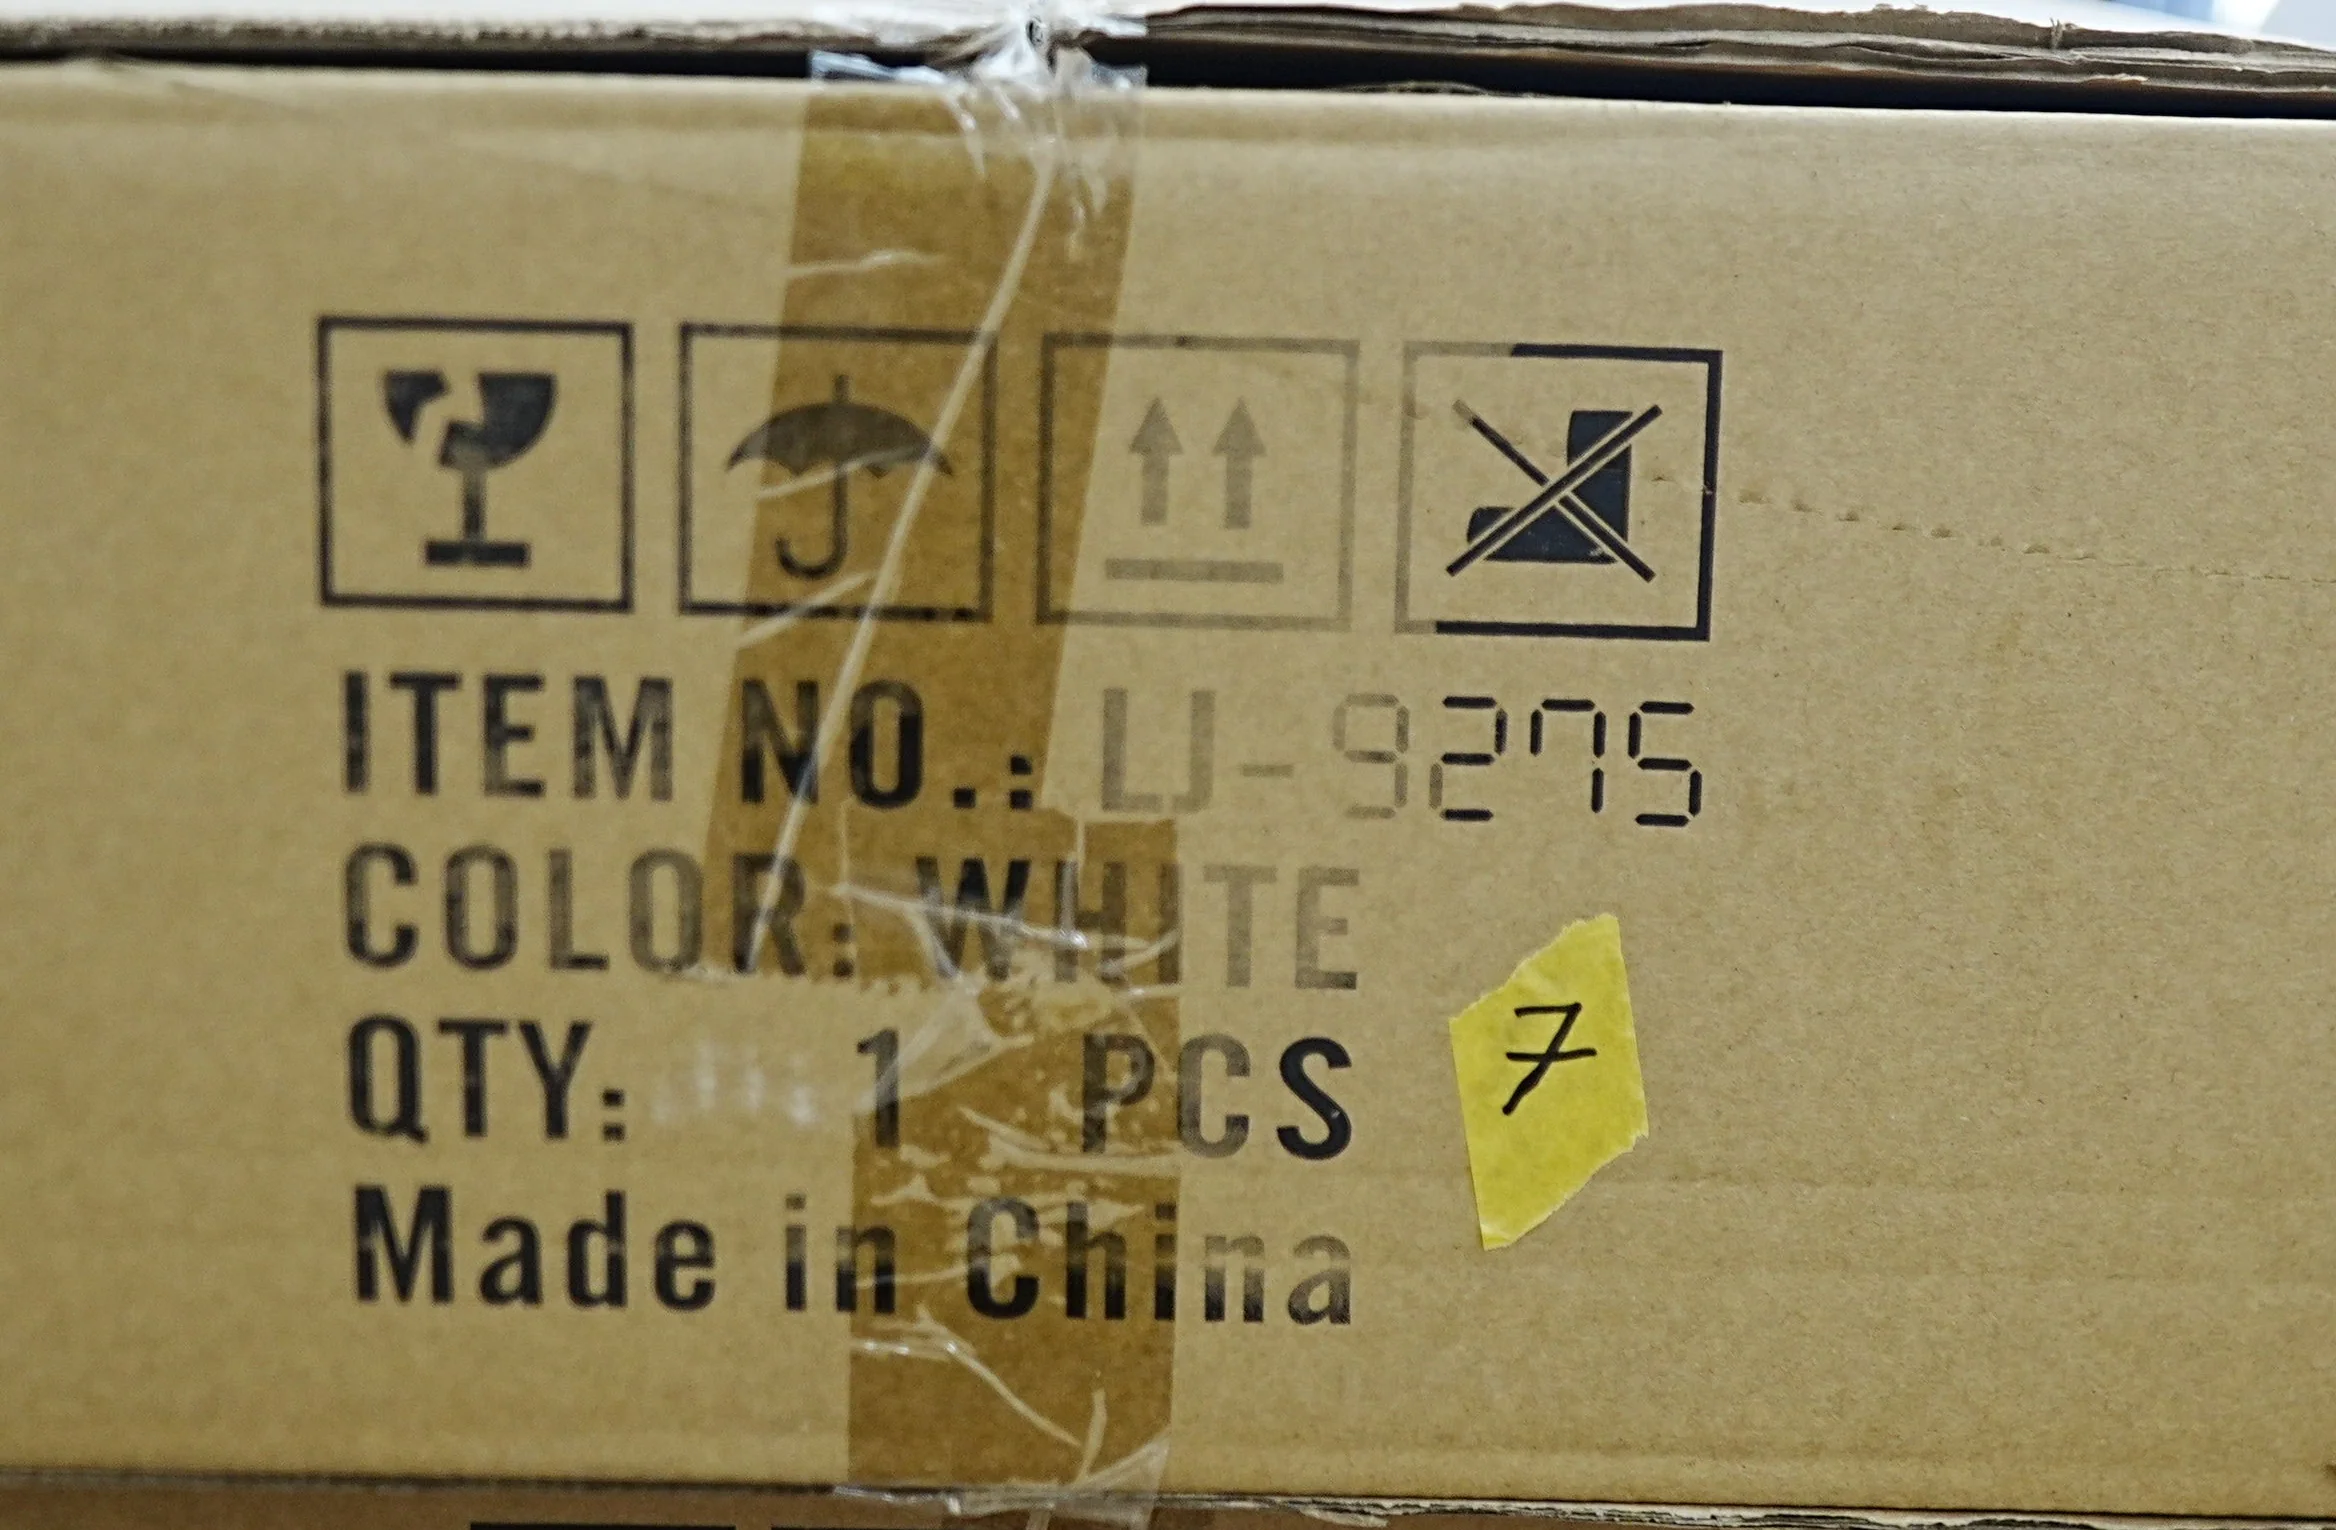 ITEM NO.: LJ-9275
COLOR: WHITE
QTY: 1 PCS
7
Made in China